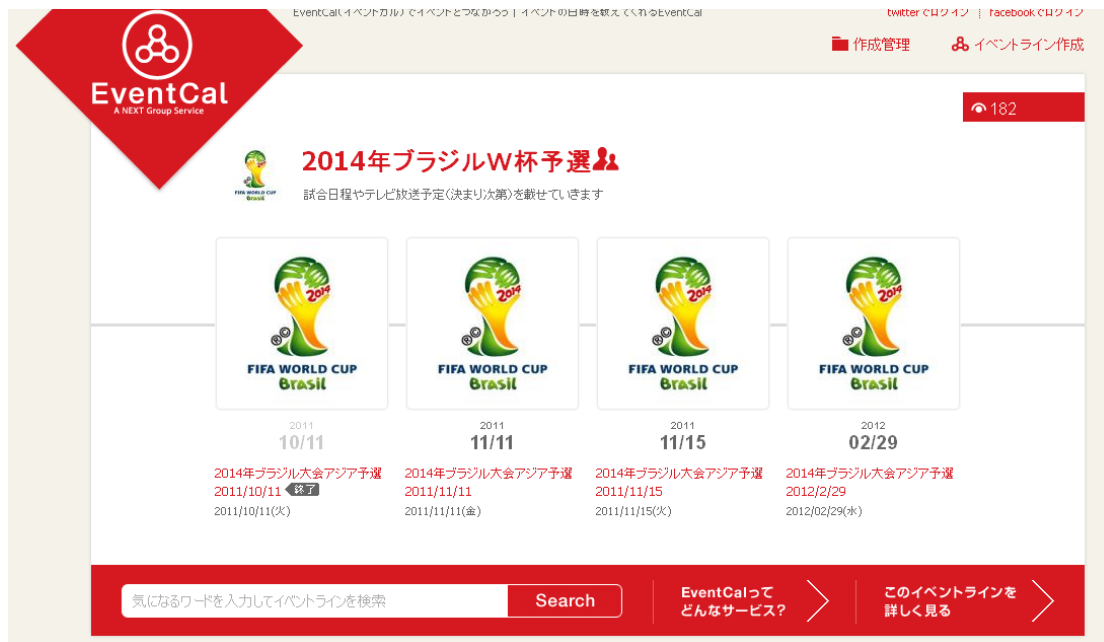 EventCal(イベントカル)でイベントとつながろう | イベントの日時を教えてくれるEventCal
twitterでログイン | facebookでログイン
作成管理
イベントライン作成
EventCal
A NEXT Group Service
182
2014年ブラジルW杯予選
試合日程やテレビ放送予定(決まり次第)を載せていきます
FIFA WORLD CUP
Brasil
2014
FIFA WORLD CUP
Brasil
2014
FIFA WORLD CUP
Brasil
2014
FIFA WORLD CUP
Brasil
2014
FIFA WORLD CUP
Brasil
2011
10/11
2014年ブラジル大会アジア予選
2011/10/11 終了
2011/10/11(火)
2011
11/11
2014年ブラジル大会アジア予選
2011/11/11
2011/11/11(金)
2011
11/15
2014年ブラジル大会アジア予選
2011/11/15
2011/11/15(火)
2012
02/29
2014年ブラジル大会アジア予選
2012/2/29
2012/02/29(水)
気になるワードを入力してイベントラインを検索
Search
EventCalって
どんなサービス?
このイベントラインを
詳しく見る